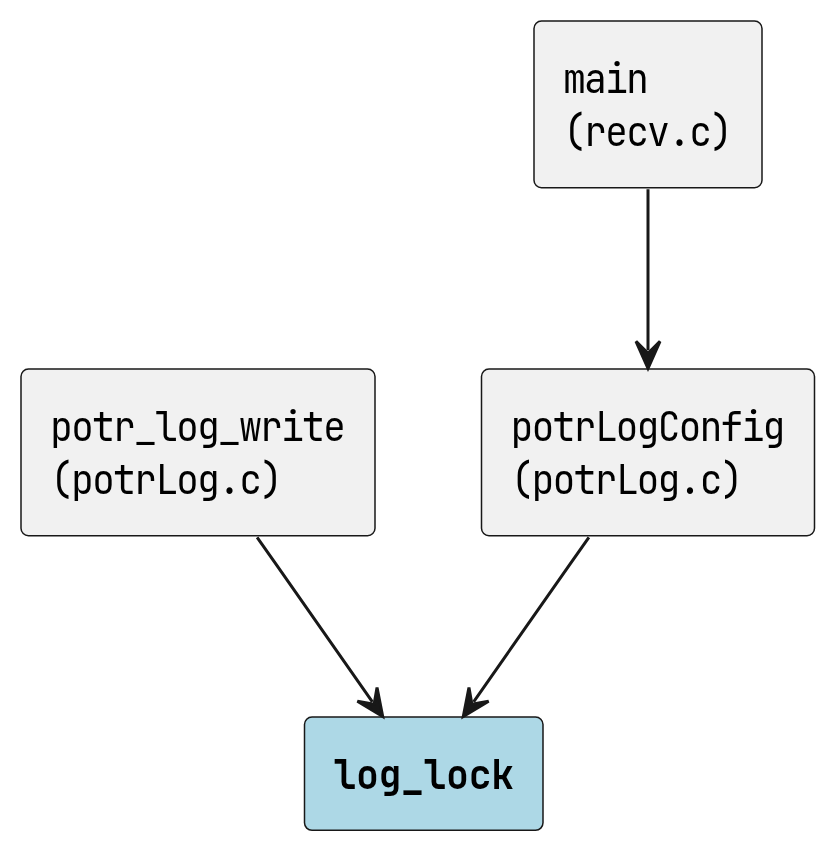 main
(recv.c)
potr_log_write
(potrLog.c)
potrLogConfig
(potrLog.c)
log_lock